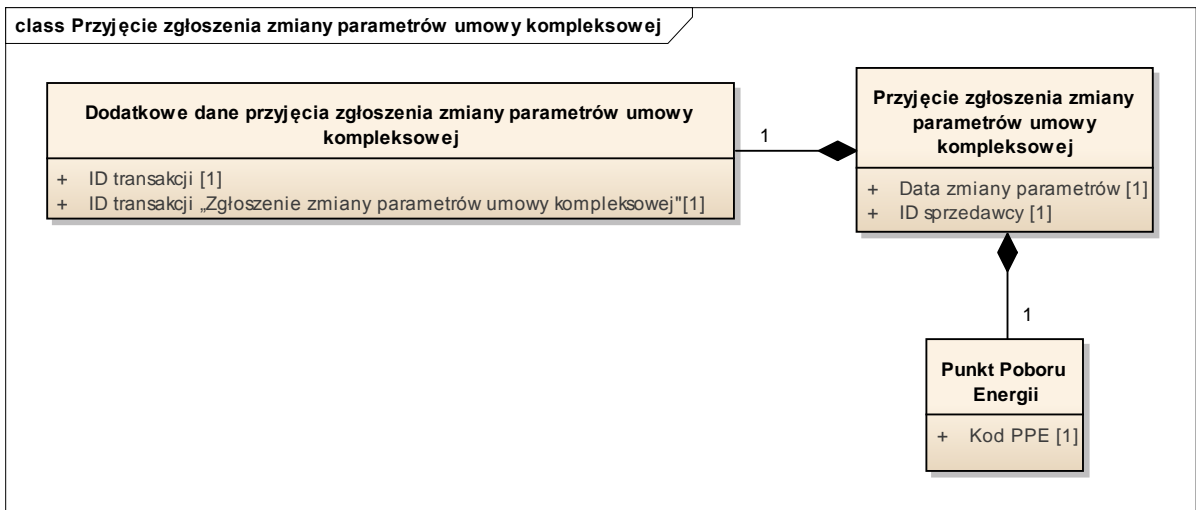 class Przyjęcie zgłoszenia zmiany parametrów umowy kompleksowej
Dodatkowe dane przyjęcia zgłoszenia zmiany parametrów umowy
kompleksowej
+ ID transakcji [1]
+ ID transakcji „Zgłoszenie zmiany parametrów umowy kompleksowej"[1]
1
Przyjęcie zgłoszenia zmiany
parametrów umowy
kompleksowej
+ Data zmiany parametrów [1]
+ ID sprzedawcy [1]
1
Punkt Poboru
Energii
+ Kod PPE [1]